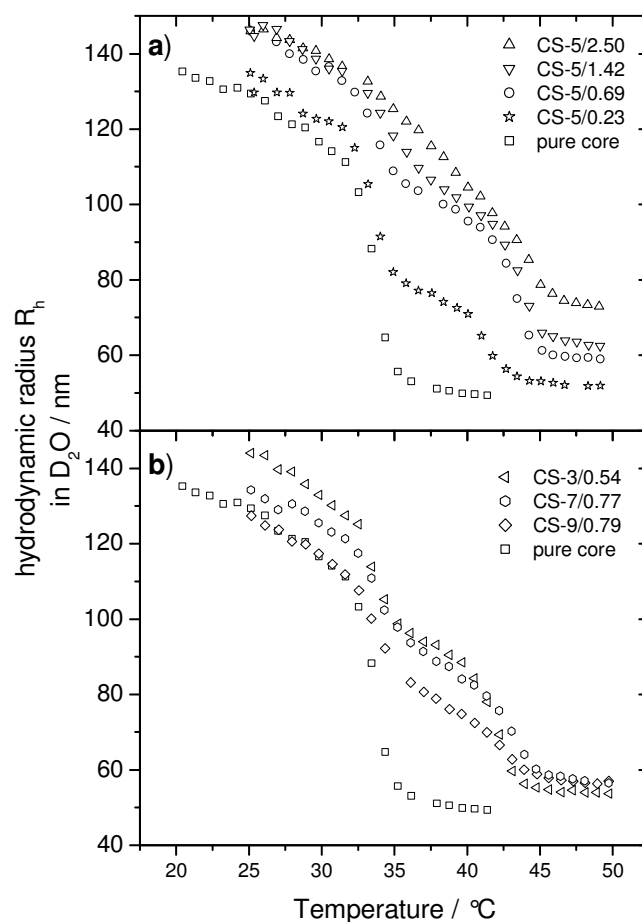 hydrodynamic radius Rₕ
in D₂O / nm
140
120
100
80
60
40
a)
CS-5/2.50
CS-5/1.42
CS-5/0.69
CS-5/0.23
pure core
140
120
100
80
60
40
b)
CS-3/0.54
CS-7/0.77
CS-9/0.79
pure core
20 25 30 35 40 45 50
Temperature / °C